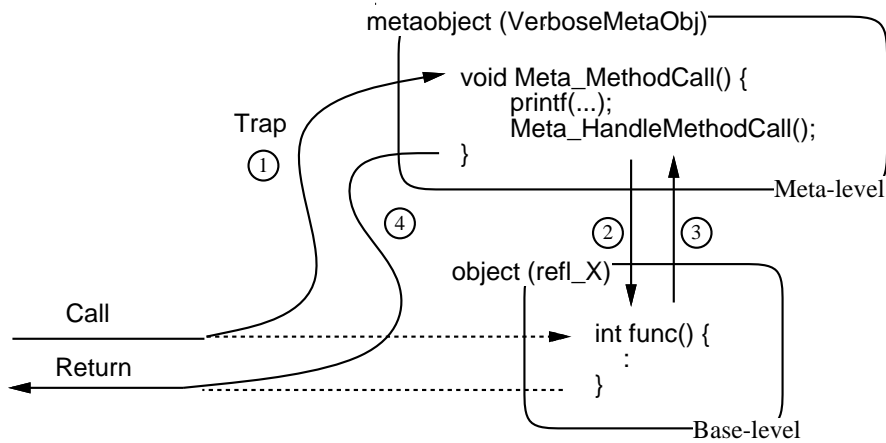 metaobject (VerboseMetaObj)
void Meta_MethodCall() {
printf(...);
Meta_HandleMethodCall();
}
Trap
1
Meta-level
4
2
3
object (refl_X)
Call
int func() {
:
}
Return
Base-level